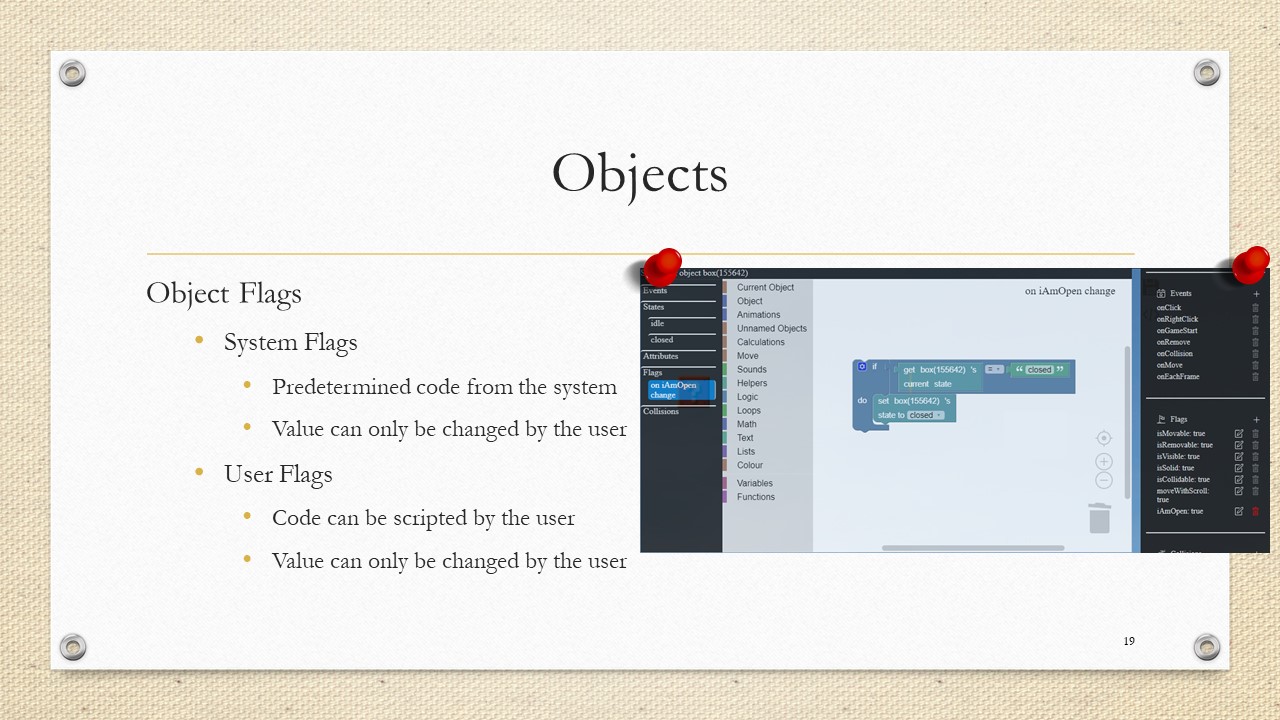 Objects
Object Flags
System Flags
Predetermined code from the system
Value can only be changed by the user
User Flags
Code can be scripted by the user
Value can only be changed by the user
object box(155642)
Events
States
idle
closed
Attributes
Flags
on iAmOpen
change
Collisions
Current Object
Object
Animations
Unnamed Objects
Calculations
Move
Sounds
Helpers
Logic
Loops
Math
Text
Lists
Colour
Variables
Functions
on iAmOpen change
if get box(155642) 's = “ closed ”
current state
do set box(155642) 's
state to closed
Events +
onClick
onRightClick
onGameStart
onRemove
onCollision
onMove
onEachFrame
Flags +
isMovable: true
isRemovable: true
isVisible: true
isSolid: true
isCollidable: true
moveWithScroll:
true
iAmOpen: true
19